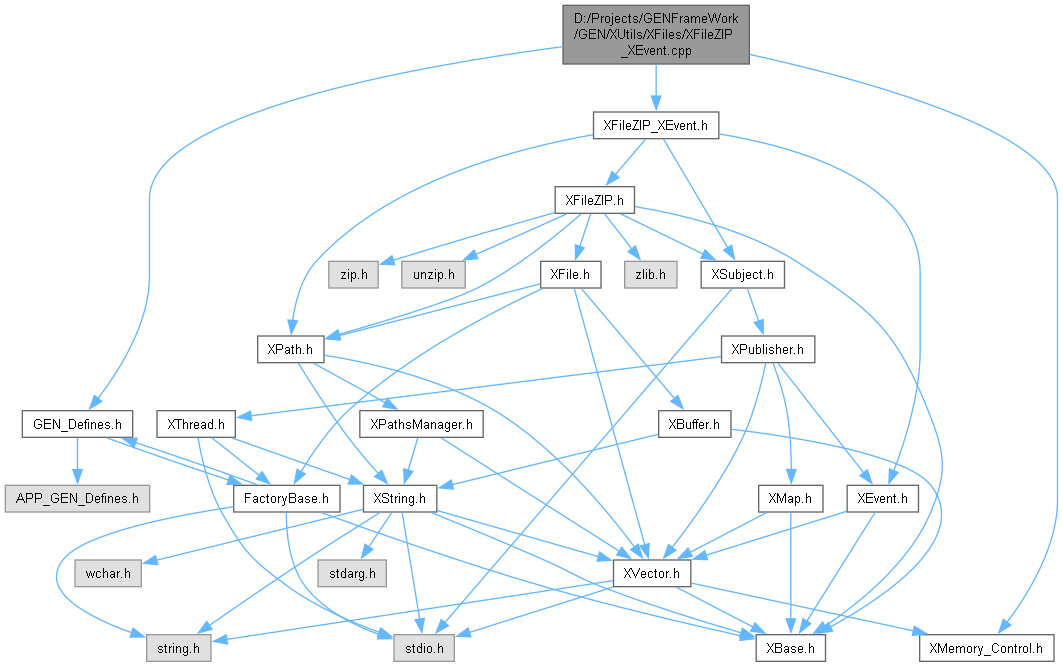 D:/Projects/GENFrameWork
/GEN/XUtils/XFiles/XFileZIP
_XEvent.cpp
XFileZIP_XEvent.h
XFileZIP.h
zip.h
unzip.h
XFile.h
zlib.h
XSubject.h
XPath.h
XPublisher.h
GEN_Defines.h
XThread.h
XPathsManager.h
XBuffer.h
APP_GEN_Defines.h
FactoryBase.h
XString.h
XMap.h
XEvent.h
wchar.h
stdarg.h
XVector.h
string.h
stdio.h
XBase.h
XMemory_Control.h